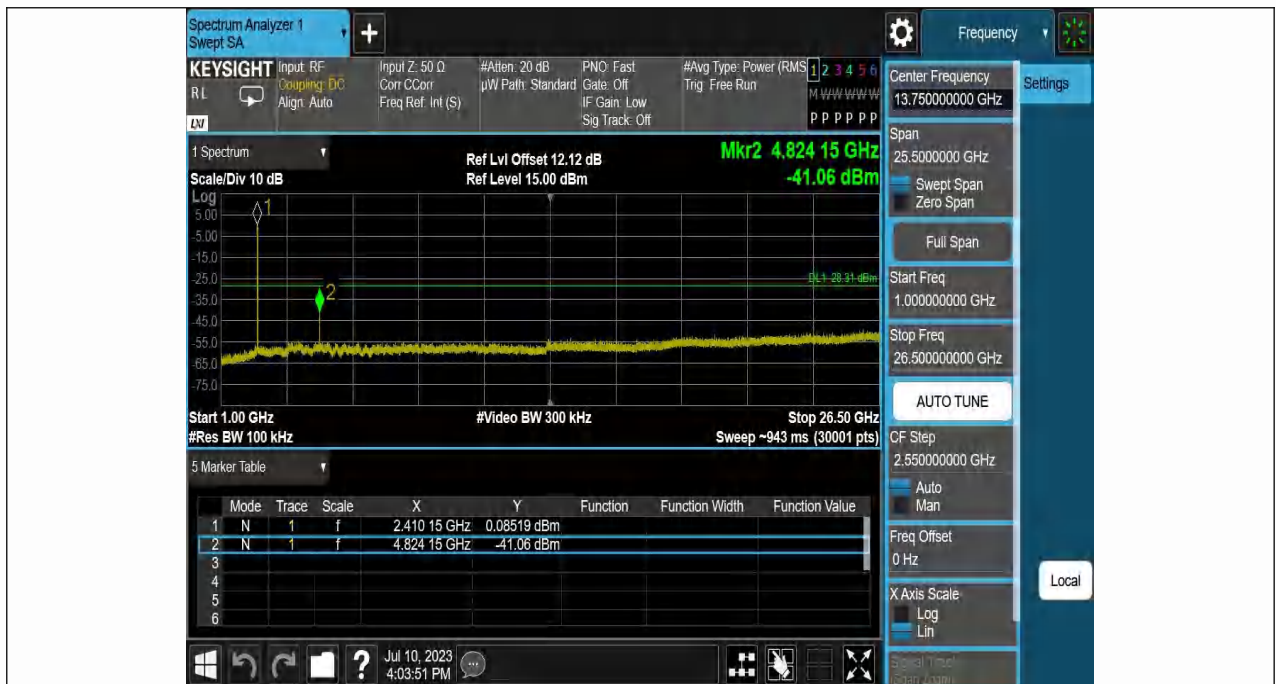 Spectrum Analyzer 1
Swept SA
+
Frequency
KEYSIGHT
RL
LXI
Input: RF
Coupling: DC
Align: Auto
Input Z: 50 Ω
Corr CCorr
Freq Ref: Int (S)
#Atten: 20 dB
µW Path: Standard
PNO: Fast
Gate: Off
IF Gain: Low
Sig Track: Off
#Avg Type: Power (RMS
Trig: Free Run
1 2 3 4 5 6
M W W W W W
P P P P P P
1 Spectrum
Ref Lvl Offset 12.12 dB
Mkr2 4.824 15 GHz
Scale/Div 10 dB
Ref Level 15.00 dBm
-41.06 dBm
Log
5.00
-5.00
-15.0
-25.0
-35.0
-45.0
-55.0
-65.0
-75.0
1
2
DL1 -28.31 dBm
Start 1.00 GHz
#Video BW 300 kHz
Stop 26.50 GHz
#Res BW 100 kHz
Sweep ~943 ms (30001 pts)
5 Marker Table
Mode Trace Scale X Y Function Function Width Function Value
1 N 1 f 2.410 15 GHz 0.08519 dBm
2 N 1 f 4.824 15 GHz -41.06 dBm
3
4
5
6
Jul 10, 2023
4:03:51 PM
?
Center Frequency
13.750000000 GHz
Settings
Span
25.5000000 GHz
Swept Span
Zero Span
Full Span
Start Freq
1.000000000 GHz
Stop Freq
26.500000000 GHz
AUTO TUNE
CF Step
2.550000000 GHz
Auto
Man
Freq Offset
0 Hz
X Axis Scale
Log
Lin
Local
Signal Track
(Span Zoom)